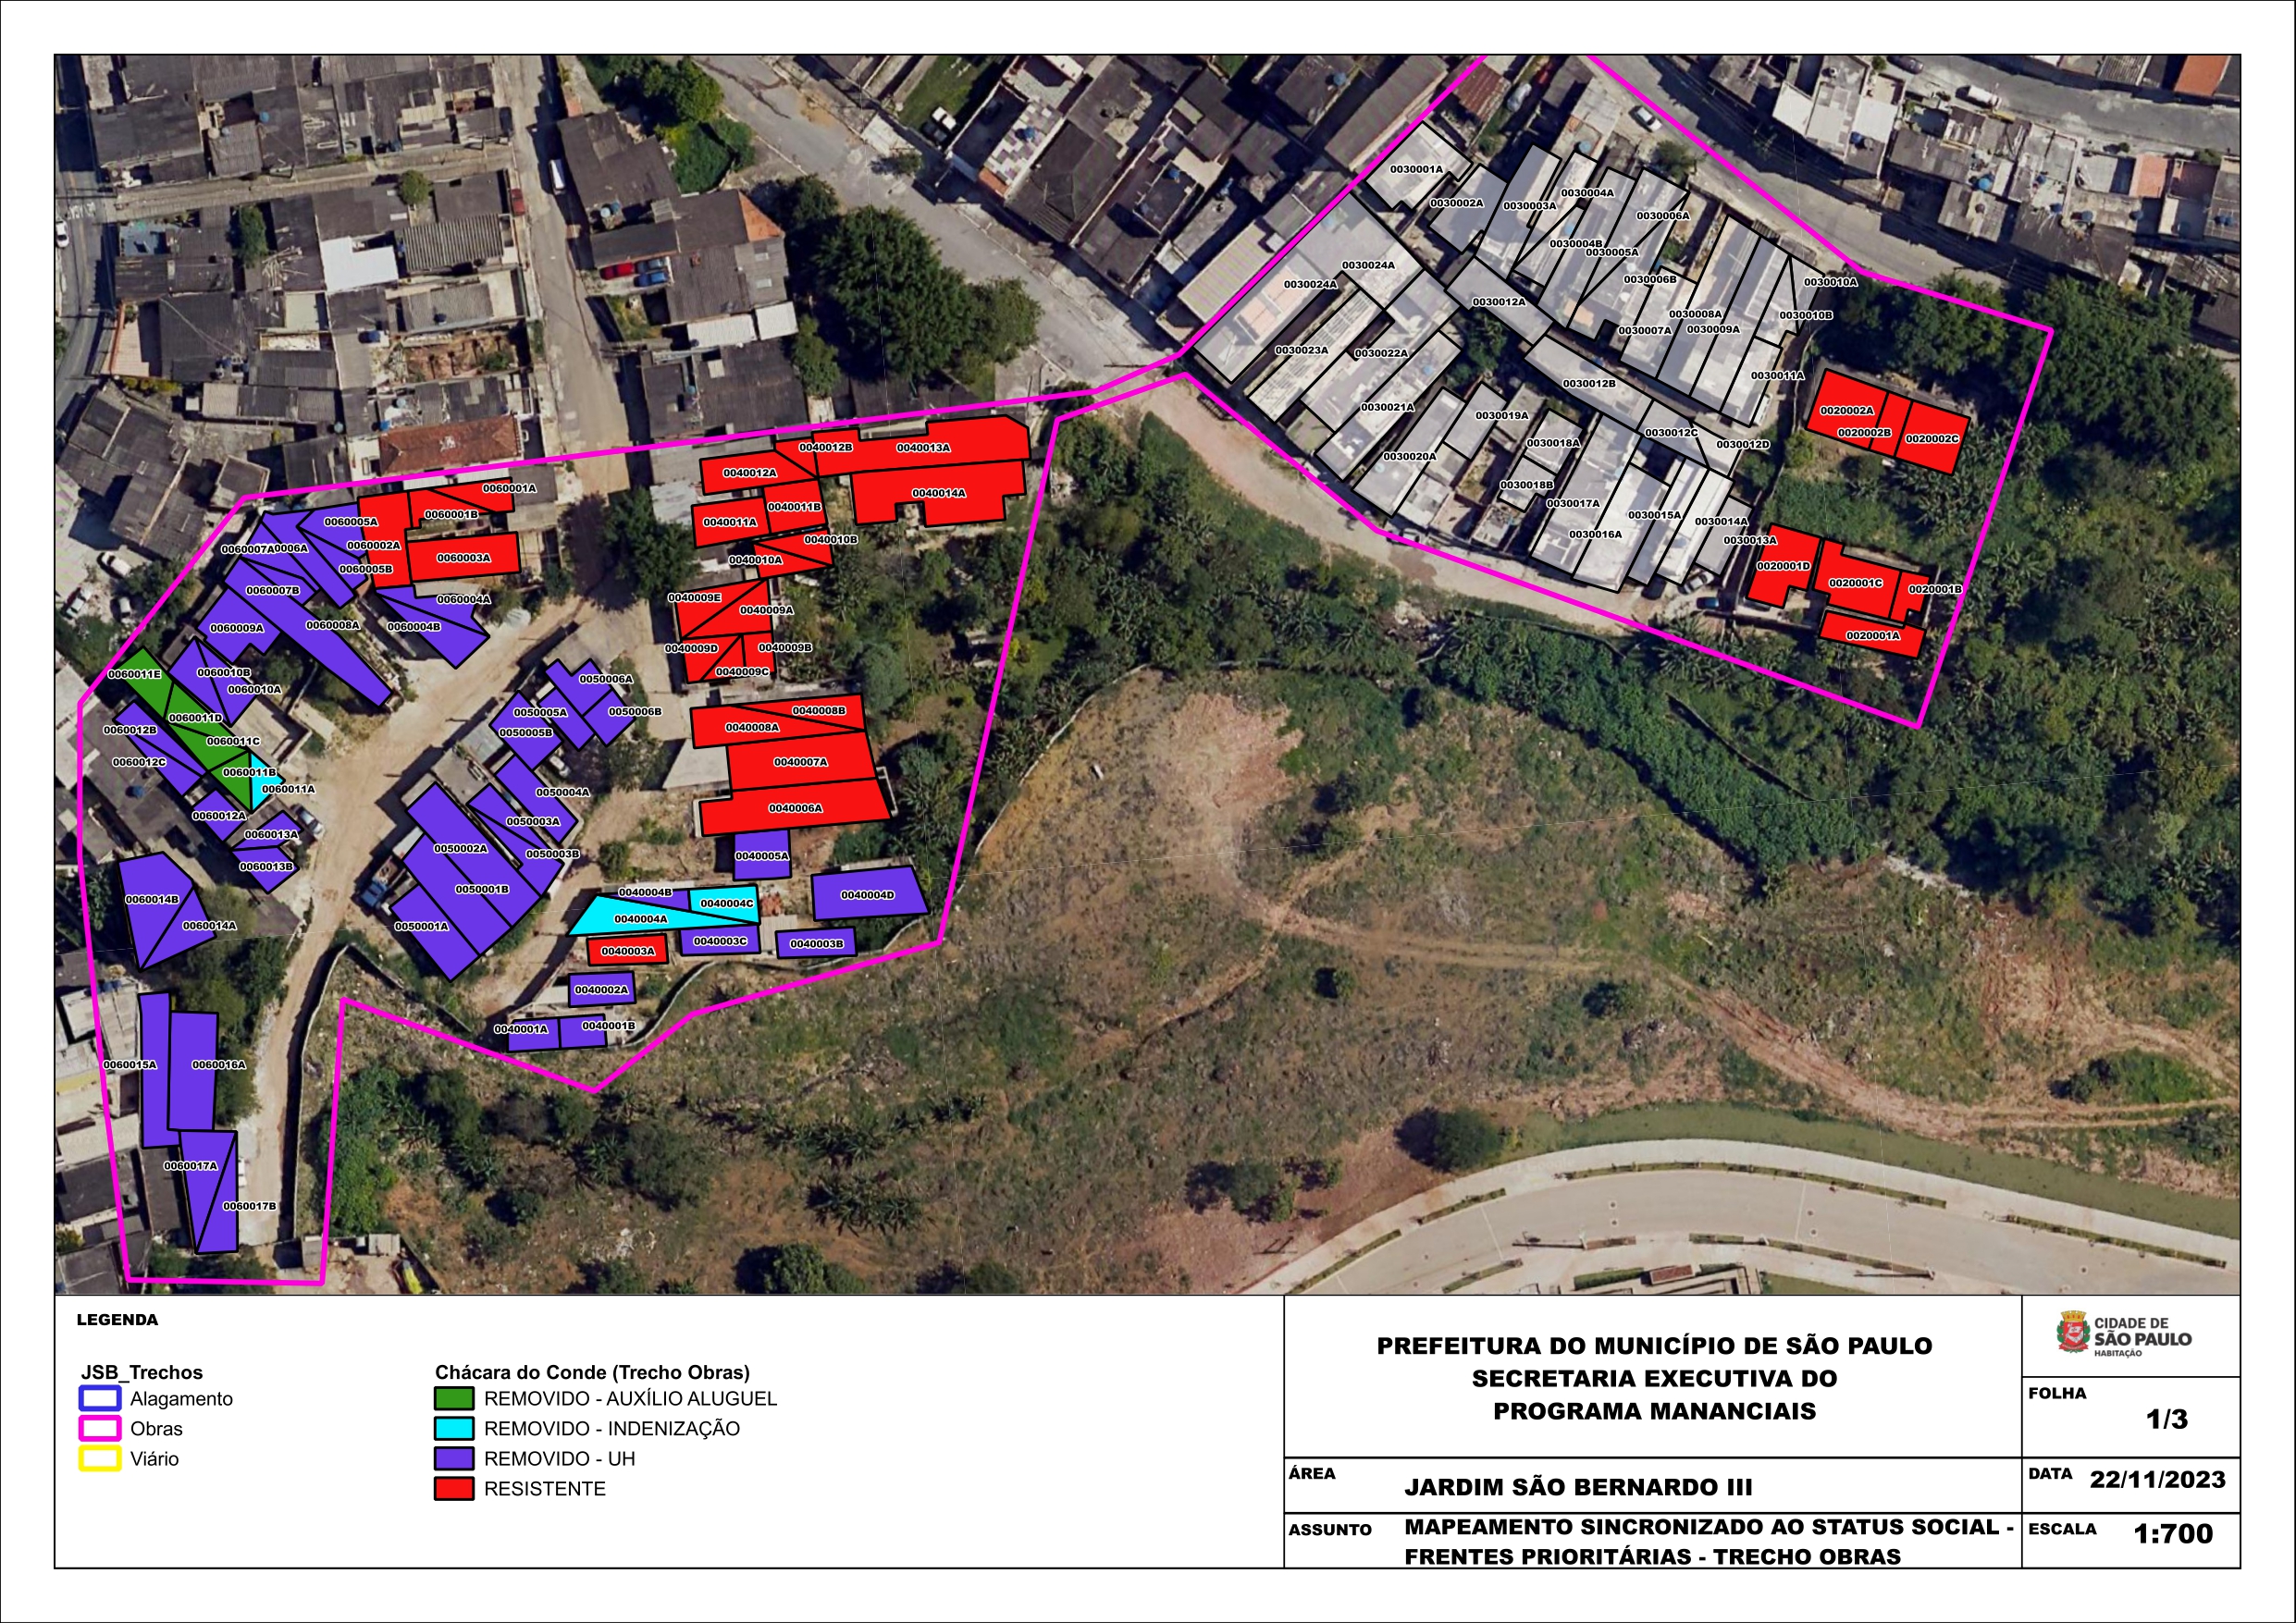 0030001A
0030002A
0030003A
0030004A
0030006A
0030004B
0030005A
0030006B
0030024A
0030024A
0030012A
0030010A
0030010B
0030008A
0030009A
0030007A
0030023A
0030022A
0030011A
0030012B
0030021A
0030019A
0030012C
0030012D
0030018A
0030020A
0030018B
0030017A
0030015A
0030014A
0030016A
0030013A
0020002A
0020002B
0020002C
0020001D
0020001C
0020001B
0020001A
0040012B
0040013A
0040012A
0040014A
0040011B
0040011A
0040010B
0040010A
0040009E
0040009A
0040009D
0040009B
0040009C
0040008B
0040008A
0040007A
0040006A
0040005A
0040004B
0040004C
0040004D
0040004A
0040003A
0040003C
0040003B
0040002A
0040001A
0040001B
0060001A
0060001B
0060005A
0060002A
0060007A
0006A
0060003A
0060005B
0060007B
0060004A
0060008A
0060004B
0060009A
0060010B
0060010A
0060011E
0060011D
0060012B
0060011C
0060012C
0060011B
0060011A
0060012A
0060013A
0060013B
0060014B
0060014A
0060015A
0060016A
0060017A
0060017B
0050006A
0050005A
0050006B
0050005B
0050004A
0050003A
0050002A
0050003B
0050001B
0050001A
LEGENDA
JSB_Trechos
Alagamento
Obras
Viário
Chácara do Conde (Trecho Obras)
REMOVIDO - AUXÍLIO ALUGUEL
REMOVIDO - INDENIZAÇÃO
REMOVIDO - UH
RESISTENTE
PREFEITURA DO MUNICÍPIO DE SÃO PAULO
SECRETARIA EXECUTIVA DO
PROGRAMA MANANCIAIS
CIDADE DE
SÃO PAULO
HABITAÇÃO
FOLHA
1/3
ÁREA
JARDIM SÃO BERNARDO III
DATA 22/11/2023
ASSUNTO
MAPEAMENTO SINCRONIZADO AO STATUS SOCIAL -
FRENTES PRIORITÁRIAS - TRECHO OBRAS
ESCALA 1:700